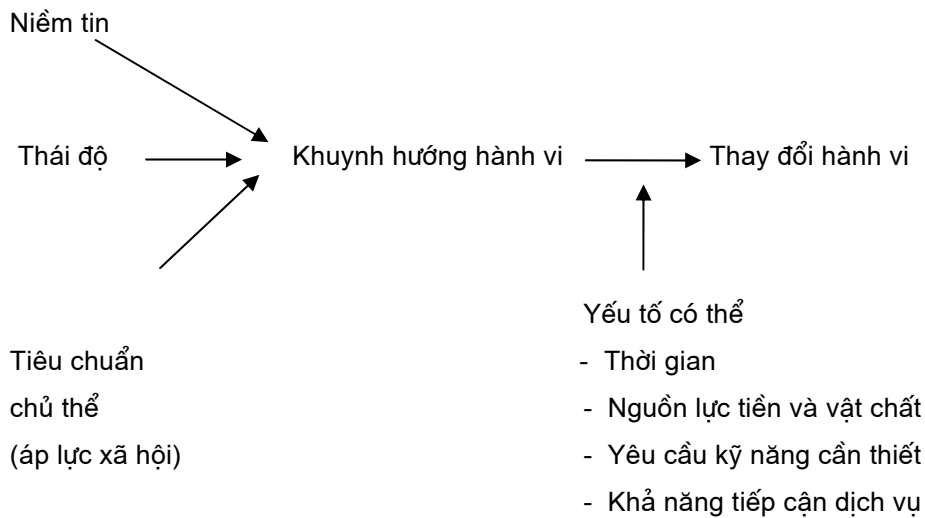 Niềm tin
Thái độ
Khuynh hướng hành vi
Thay đổi hành vi
Tiêu chuẩn
chủ thể
(áp lực xã hội)
Yếu tố có thể
- Thời gian
- Nguồn lực tiền và vật chất
- Yêu cầu kỹ năng cần thiết
- Khả năng tiếp cận dịch vụ